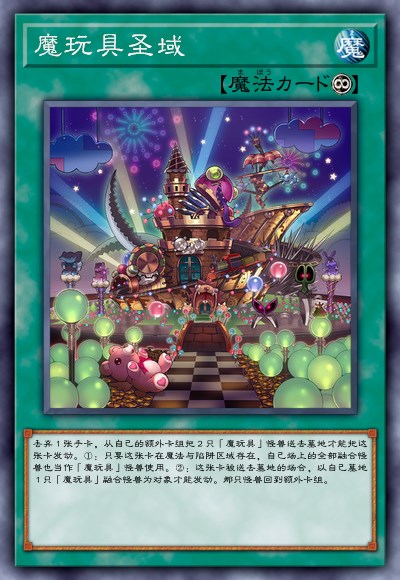 魔玩具圣域
魔
【魔法カード】
まほう
丢弃1张手卡，从自己的额外卡组把2只「魔玩具」怪兽送去墓地才能把这
张卡发动。①：只要这张卡在魔法与陷阱区域存在，自己场上的全部融合怪
兽也当作「魔玩具」怪兽使用。②：这张卡被送去墓地的场合，以自己墓地
1只「魔玩具」融合怪兽为对象才能发动。那只怪兽回到额外卡组。